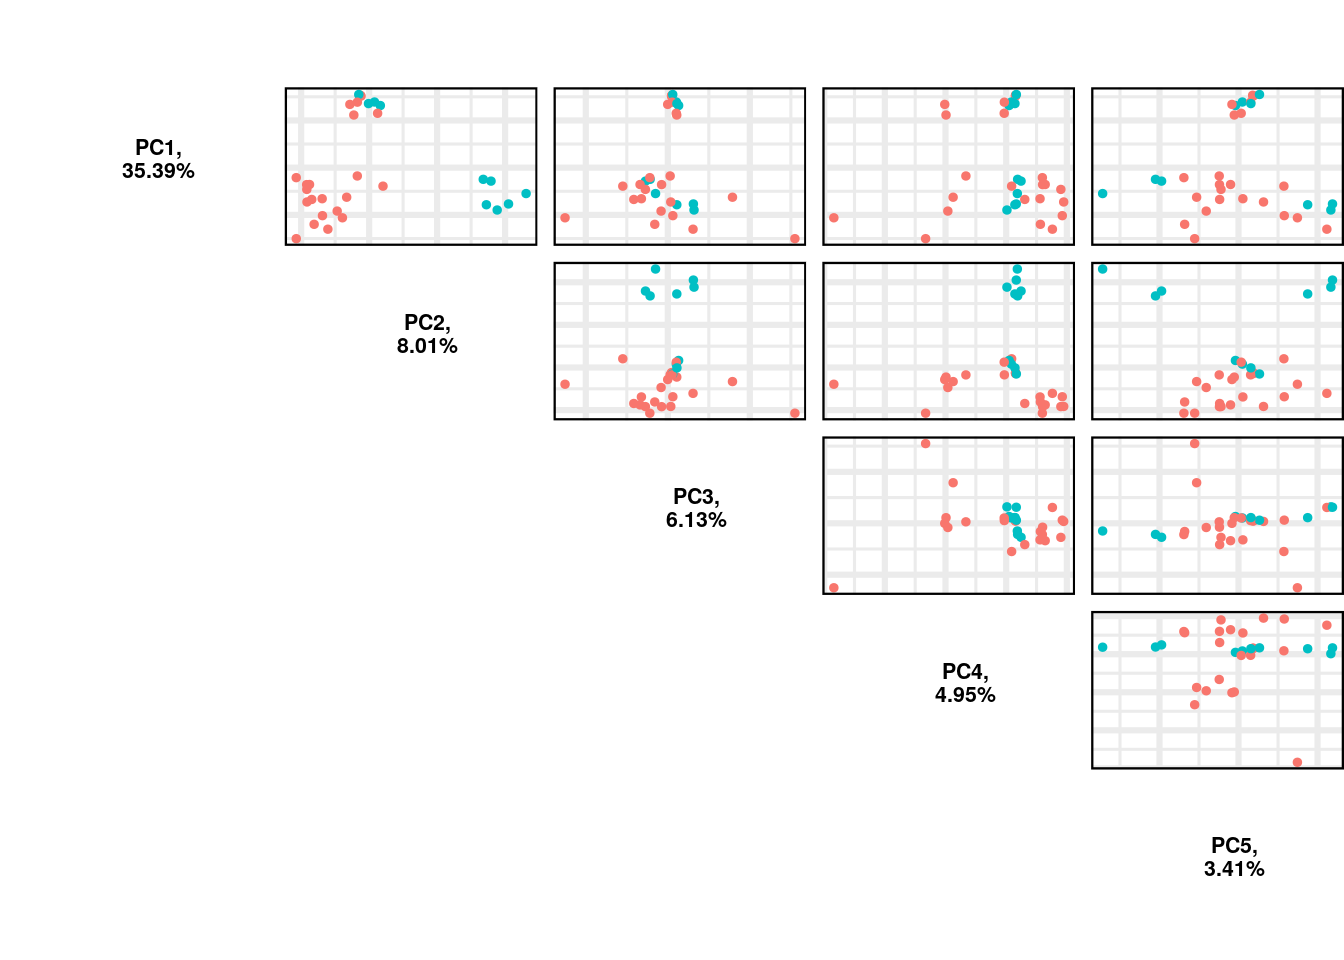 PC1,
35.39%
PC2,
8.01%
PC3,
6.13%
PC4,
4.95%
PC5,
3.41%